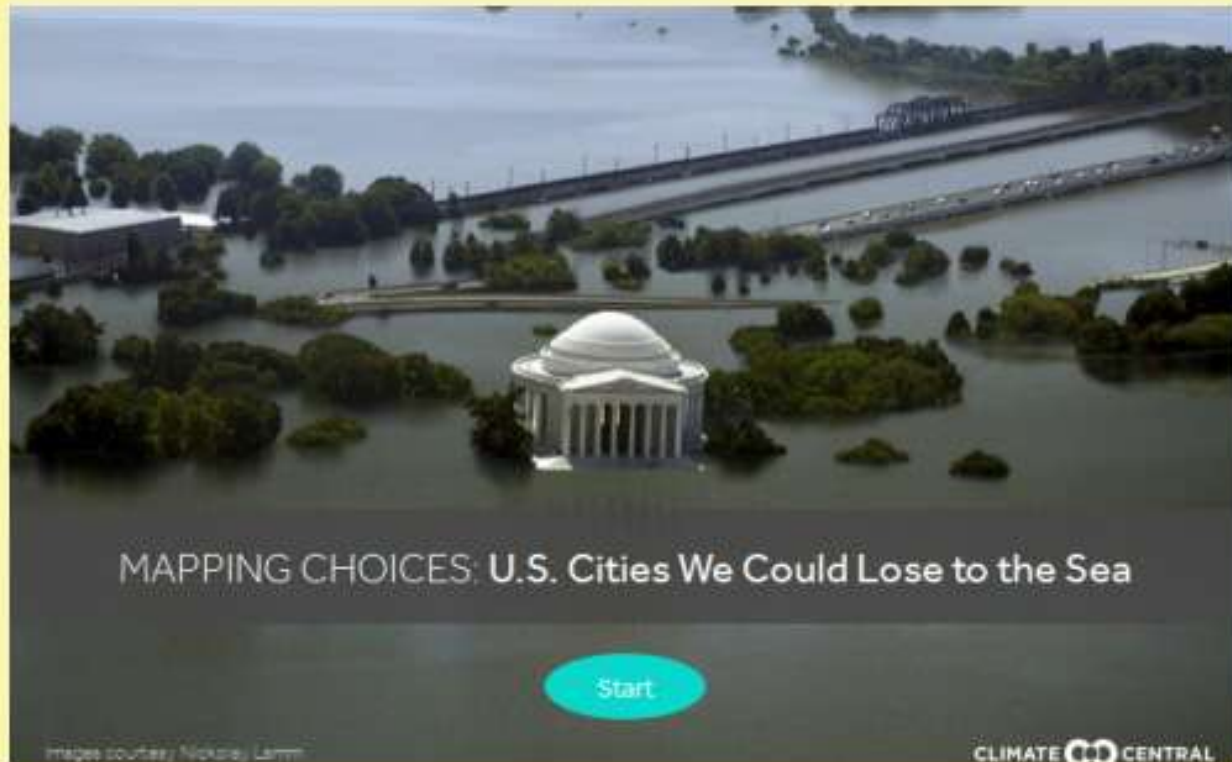 MAPPING CHOICES: U.S. Cities We Could Lose to the Sea
Start
Images courtesy Nickolay Lamm
CLIMATE CENTRAL